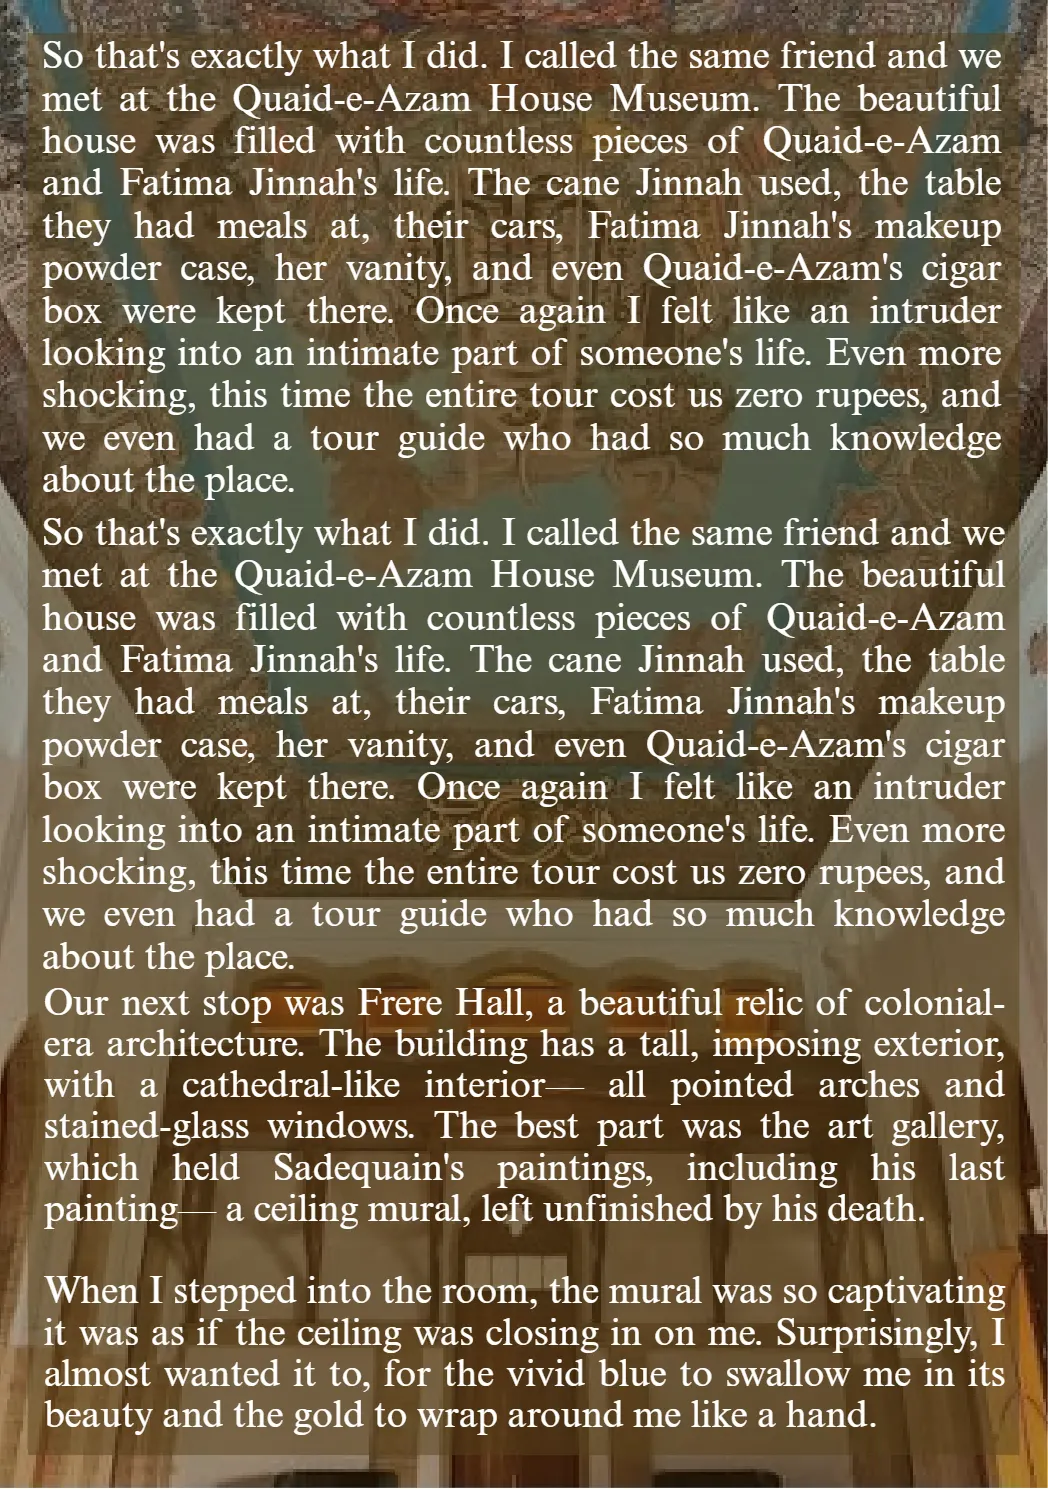 So that's exactly what I did. I called the same friend and we
met at the Quaid-e-Azam House Museum. The beautiful
house was filled with countless pieces of Quaid-e-Azam
and Fatima Jinnah's life. The cane Jinnah used, the table
they had meals at, their cars, Fatima Jinnah's makeup
powder case, her vanity, and even Quaid-e-Azam's cigar
box were kept there. Once again I felt like an intruder
looking into an intimate part of someone's life. Even more
shocking, this time the entire tour cost us zero rupees, and
we even had a tour guide who had so much knowledge
about the place.
So that's exactly what I did. I called the same friend and we
met at the Quaid-e-Azam House Museum. The beautiful
house was filled with countless pieces of Quaid-e-Azam
and Fatima Jinnah's life. The cane Jinnah used, the table
they had meals at, their cars, Fatima Jinnah's makeup
powder case, her vanity, and even Quaid-e-Azam's cigar
box were kept there. Once again I felt like an intruder
looking into an intimate part of someone's life. Even more
shocking, this time the entire tour cost us zero rupees, and
we even had a tour guide who had so much knowledge
about the place.
Our next stop was Frere Hall, a beautiful relic of colonial-
era architecture. The building has a tall, imposing exterior,
with a cathedral-like interior— all pointed arches and
stained-glass windows. The best part was the art gallery,
which held Sadequain's paintings, including his last
painting— a ceiling mural, left unfinished by his death.
When I stepped into the room, the mural was so captivating
it was as if the ceiling was closing in on me. Surprisingly, I
almost wanted it to, for the vivid blue to swallow me in its
beauty and the gold to wrap around me like a hand.